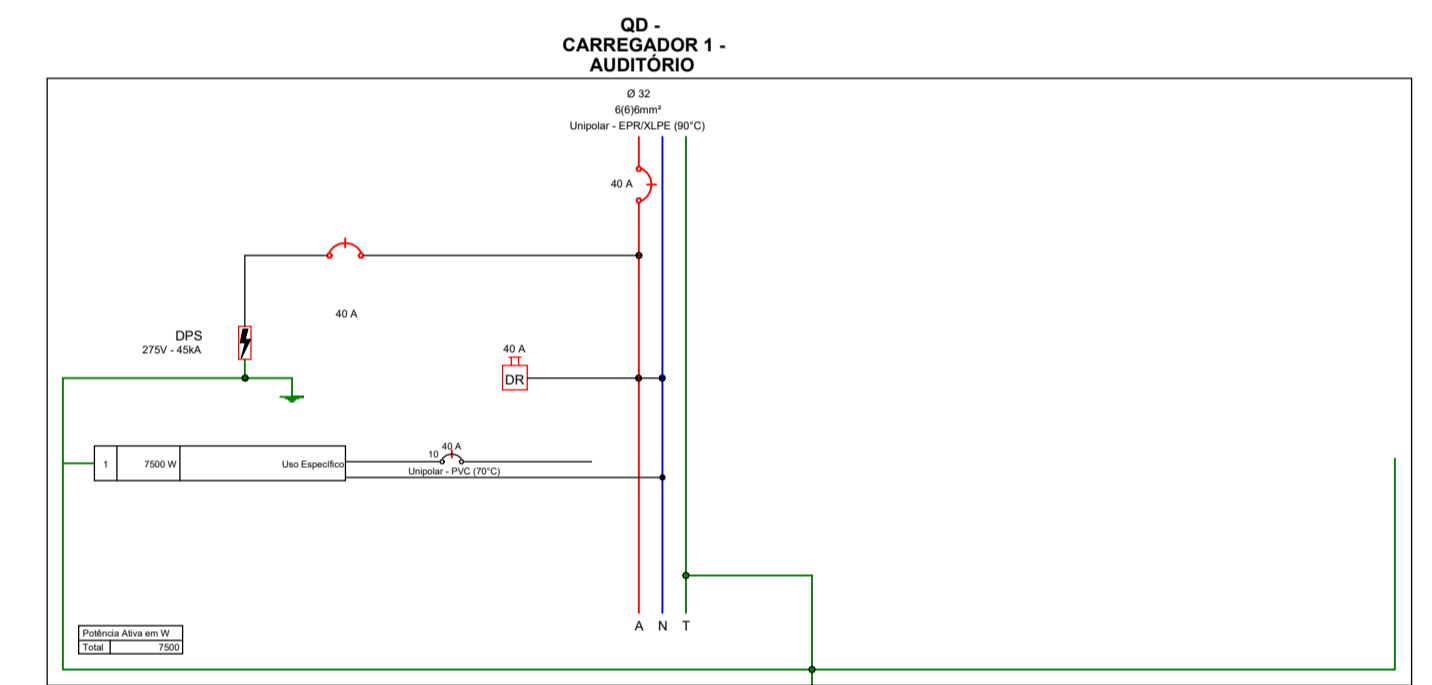 QD -
CARREGADOR 1 -
AUDITÓRIO
Ø 32
6(6)6mm²
Unipolar - EPR/XLPE (90°C)
40 A
40 A
DPS
275V - 45kA
40 A
DR
1 7500 W Uso Específico
40 A
10
Unipolar - PVC (70°C)
A N T
Potência Ativa em W
Total 7500